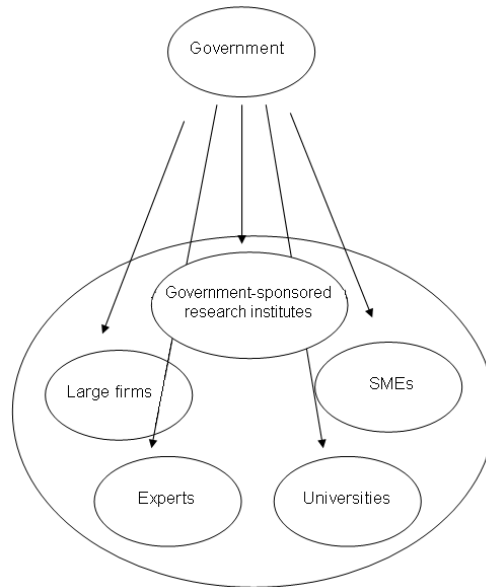 Government
Government-sponsored
research institutes
Large firms
SMEs
Experts
Universities